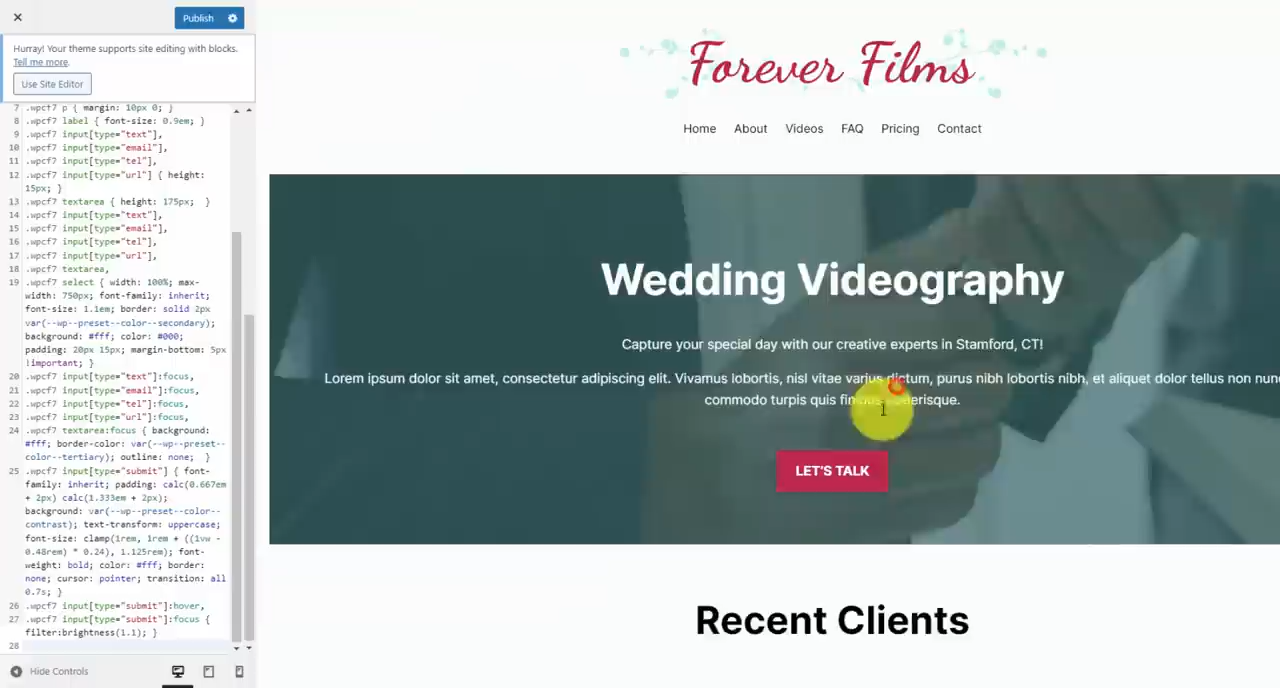 Publish
Hurray! Your theme supports site editing with blocks.
Tell me more.
Use Site Editor
7 .wpcf7 p { margin: 10px 0; }
8 .wpcf7 label { font-size: 0.9em; }
9 .wpcf7 input[type="text"],
10 .wpcf7 input[type="email"],
11 .wpcf7 input[type="tel"],
12 .wpcf7 input[type="url"] { height:
15px; }
13 .wpcf7 textarea { height: 175px; }
14 .wpcf7 input[type="text"],
15 .wpcf7 input[type="email"],
16 .wpcf7 input[type="tel"],
17 .wpcf7 input[type="url"],
18 .wpcf7 textarea,
19 .wpcf7 select { width: 100%; max-
width: 750px; font-family: inherit;
font-size: 1.1em; border: solid 2px
var(--wp--preset--color--secondary);
background: #fff; color: #000;
padding: 20px 15px; margin-bottom: 5px
!important; }
20 .wpcf7 input[type="text"]:focus,
21 .wpcf7 input[type="email"]:focus,
22 .wpcf7 input[type="tel"]:focus,
23 .wpcf7 input[type="url"]:focus,
24 .wpcf7 textarea:focus { background:
#fff; border-color: var(--wp--preset--
color--tertiary); outline: none; }
25 .wpcf7 input[type="submit"] { font-
family: inherit; padding: calc(0.667em
+ 2px) calc(1.333em + 2px);
background: var(--wp--preset--color--
contrast); text-transform: uppercase;
font-size: clamp(1rem, 1rem + ((1vw -
0.48rem) * 0.24), 1.125rem); font-
weight: bold; color: #fff; border:
none; cursor: pointer; transition: all
0.7s; }
26 .wpcf7 input[type="submit"]:hover,
27 .wpcf7 input[type="submit"]:focus {
filter:brightness(1.1); }
28
Hide Controls
Forever Films
Home About Videos FAQ Pricing Contact
Wedding Videography
Capture your special day with our creative experts in Stamford, CT!
Lorem ipsum dolor sit amet, consectetur adipiscing elit. Vivamus lobortis, nisl vitae varius dictum, purus nibh lobortis nibh, et aliquet dolor tellus non
commodo turpis quis
LET'S TALK
Recent Clients